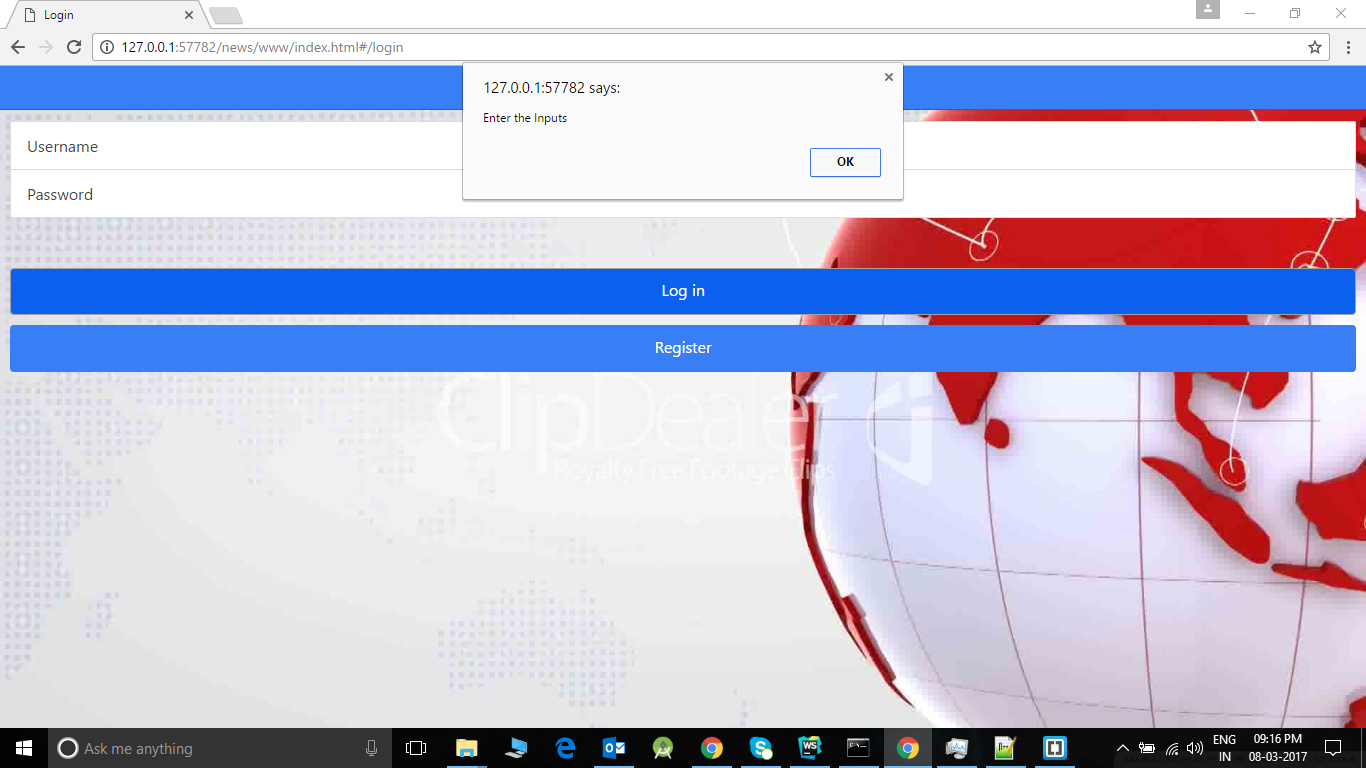 Login
127.0.0.1:57782/news/www/index.html#/login
127.0.0.1:57782 says:
Enter the Inputs
OK
Username
Password
Log in
Register
ClipDealer
Royalty Free Footage Clips
Ask me anything
WS
ENG
IN
09:16 PM
08-03-2017